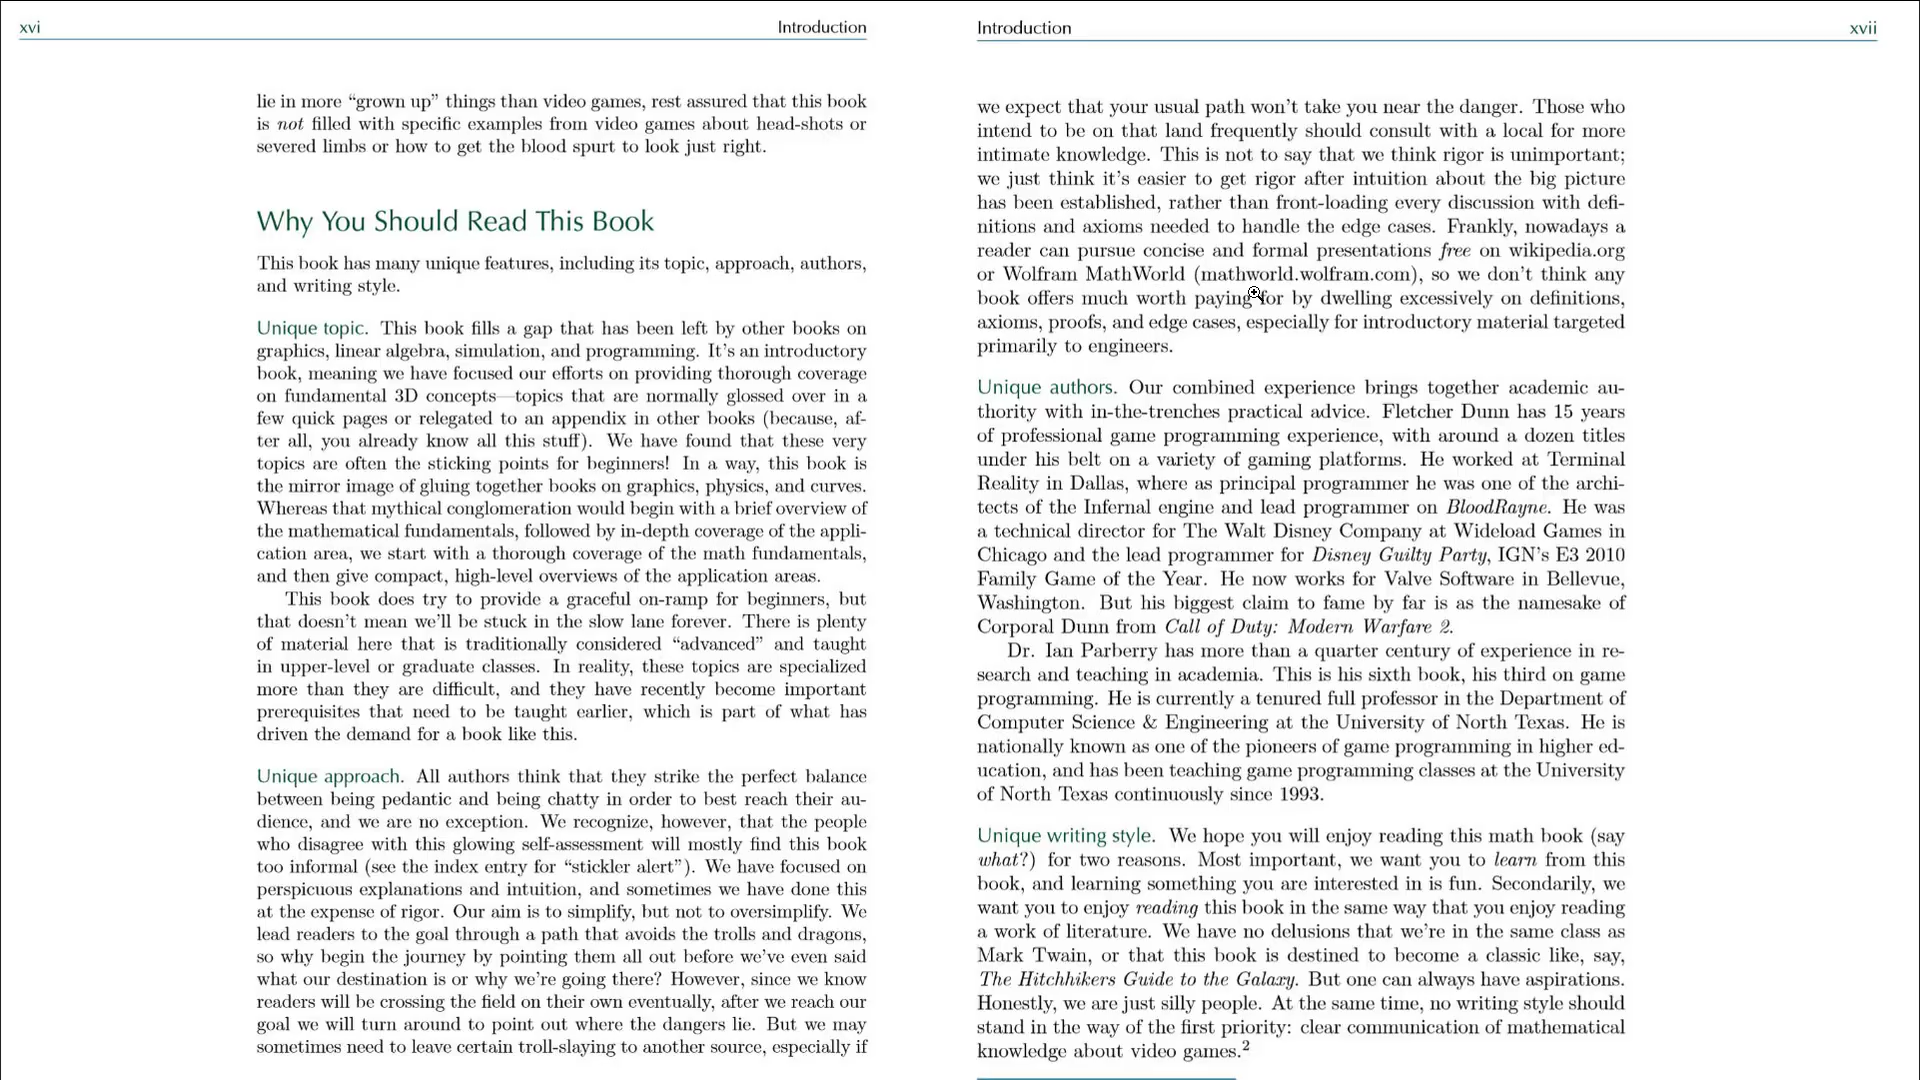 xvi Introduction
lie in more “grown up” things than video games, rest assured that this book
is not filled with specific examples from video games about head-shots or
severed limbs or how to get the blood spurt to look just right.
Why You Should Read This Book
This book has many unique features, including its topic, approach, authors,
and writing style.
Unique topic. This book fills a gap that has been left by other books on
graphics, linear algebra, simulation, and programming. It’s an introductory
book, meaning we have focused our efforts on providing thorough coverage
on fundamental 3D concepts—topics that are normally glossed over in a
few quick pages or relegated to an appendix in other books (because, af-
ter all, you already know all this stuff). We have found that these very
topics are often the sticking points for beginners! In a way, this book is
the mirror image of gluing together books on graphics, physics, and curves.
Whereas that mythical conglomeration would begin with a brief overview of
the mathematical fundamentals, followed by in-depth coverage of the appli-
cation area, we start with a thorough coverage of the math fundamentals,
and then give compact, high-level overviews of the application areas.
This book does try to provide a graceful on-ramp for beginners, but
that doesn’t mean we’ll be stuck in the slow lane forever. There is plenty
of material here that is traditionally considered “advanced” and taught
in upper-level or graduate classes. In reality, these topics are specialized
more than they are difficult, and they have recently become important
prerequisites that need to be taught earlier, which is part of what has
driven the demand for a book like this.
Unique approach. All authors think that they strike the perfect balance
between being pedantic and being chatty in order to best reach their au-
dience, and we are no exception. We recognize, however, that the people
who disagree with this glowing self-assessment will mostly find this book
too informal (see the index entry for “stickler alert”). We have focused on
perspicuous explanations and intuition, and sometimes we have done this
at the expense of rigor. Our aim is to simplify, but not to oversimplify. We
lead readers to the goal through a path that avoids the trolls and dragons,
so why begin the journey by pointing them all out before we’ve even said
what our destination is or why we’re going there? However, since we know
readers will be crossing the field on their own eventually, after we reach our
goal we will turn around to point out where the dangers lie. But we may
sometimes need to leave certain troll-slaying to another source, especially if
Introduction xvii
we expect that your usual path won’t take you near the danger. Those who
intend to be on that land frequently should consult with a local for more
intimate knowledge. This is not to say that we think rigor is unimportant;
we just think it’s easier to get rigor after intuition about the big picture
has been established, rather than front-loading every discussion with defi-
nitions and axioms needed to handle the edge cases. Frankly, nowadays a
reader can pursue concise and formal presentations free on wikipedia.org
or Wolfram MathWorld (mathworld.wolfram.com), so we don’t think any
book offers much worth paying for by dwelling excessively on definitions,
axioms, proofs, and edge cases, especially for introductory material targeted
primarily to engineers.
Unique authors. Our combined experience brings together academic au-
thority with in-the-trenches practical advice. Fletcher Dunn has 15 years
of professional game programming experience, with around a dozen titles
under his belt on a variety of gaming platforms. He worked at Terminal
Reality in Dallas, where as principal programmer he was one of the archi-
tects of the Infernal engine and lead programmer on BloodRayne. He was
a technical director for The Walt Disney Company at Wideload Games in
Chicago and the lead programmer for Disney Guilty Party, IGN’s E3 2010
Family Game of the Year. He now works for Valve Software in Bellevue,
Washington. But his biggest claim to fame by far is as the namesake of
Corporal Dunn from Call of Duty: Modern Warfare 2.
Dr. Ian Parberry has more than a quarter century of experience in re-
search and teaching in academia. This is his sixth book, his third on game
programming. He is currently a tenured full professor in the Department of
Computer Science & Engineering at the University of North Texas. He is
nationally known as one of the pioneers of game programming in higher ed-
ucation, and has been teaching game programming classes at the University
of North Texas continuously since 1993.
Unique writing style. We hope you will enjoy reading this math book (say
what?) for two reasons. Most important, we want you to learn from this
book, and learning something you are interested in is fun. Secondarily, we
want you to enjoy reading this book in the same way that you enjoy reading
a work of literature. We have no delusions that we’re in the same class as
Mark Twain, or that this book is destined to become a classic like, say,
The Hitchhikers Guide to the Galaxy. But one can always have aspirations.
Honestly, we are just silly people. At the same time, no writing style should
stand in the way of the first priority: clear communication of mathematical
knowledge about video games.2